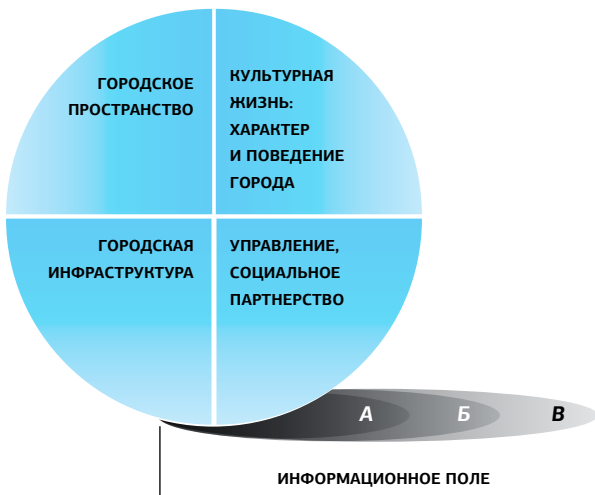 ГОРОДСКОЕ
ПРОСТРАНСТВО
КУЛЬТУРНАЯ
ЖИЗНЬ:
ХАРАКТЕР
И ПОВЕДЕНИЕ
ГОРОДА
ГОРОДСКАЯ
ИНФРАСТРУКТУРА
УПРАВЛЕНИЕ,
СОЦИАЛЬНОЕ
ПАРТНЕРСТВО
А Б В
ИНФОРМАЦИОННОЕ ПОЛЕ